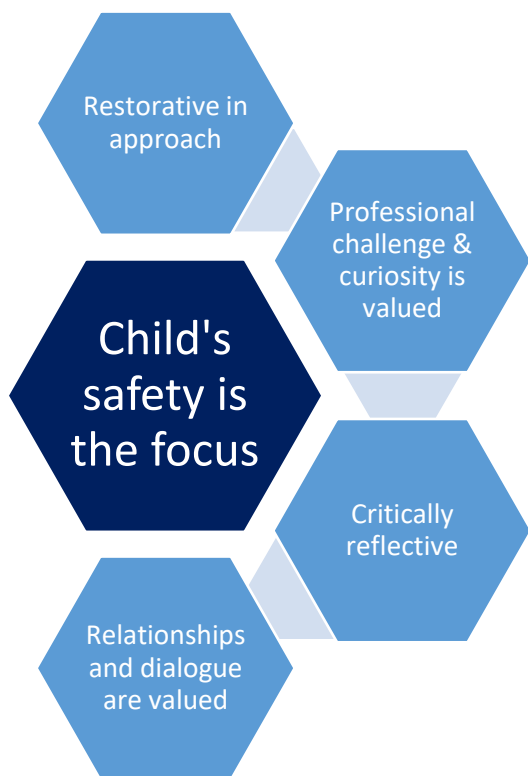 Restorative in
approach
Professional
challenge &
curiosity is
valued
Child's
safety is
the focus
Critically
reflective
Relationships
and dialogue
are valued